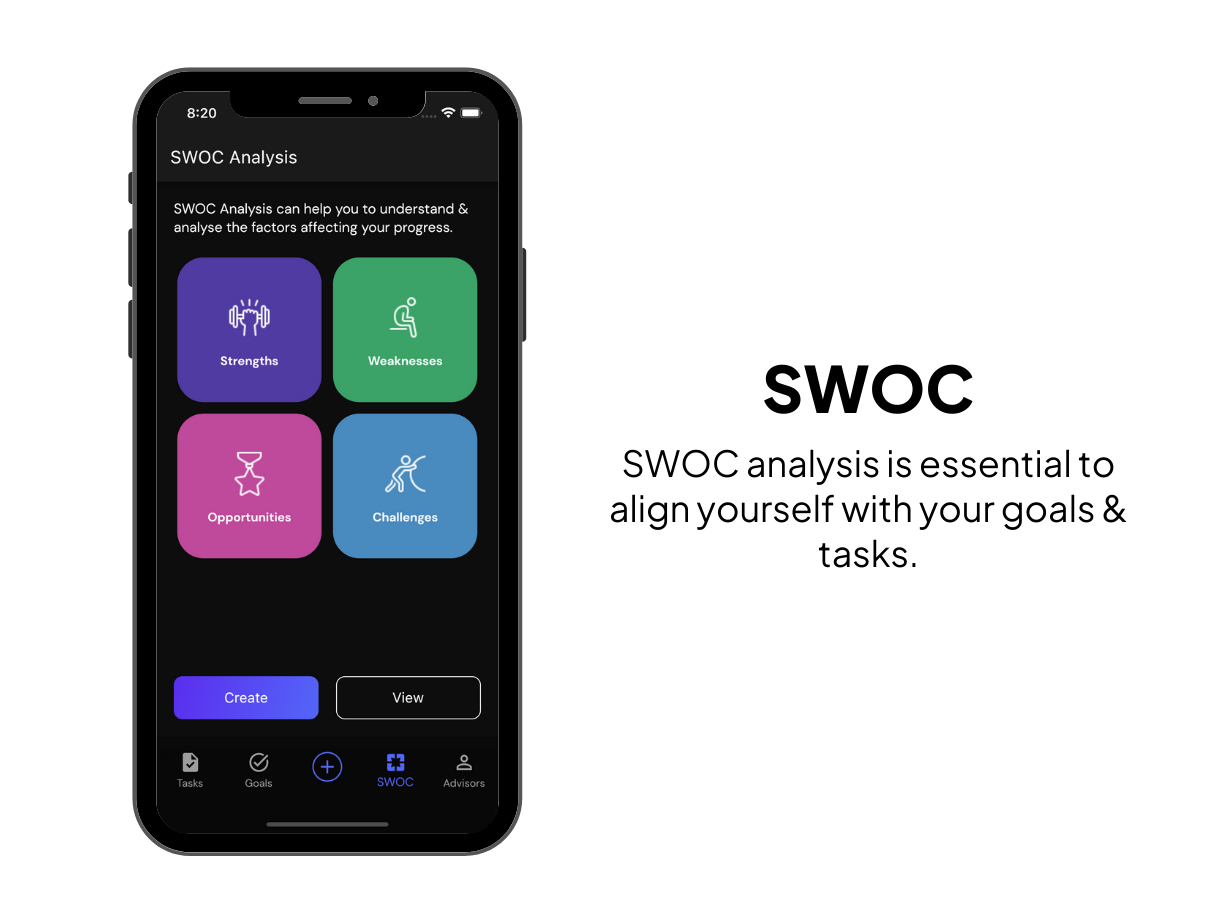 8:20
SWOC Analysis
SWOC Analysis can help you to understand &
analyse the factors affecting your progress.
Strengths
Weaknesses
Opportunities
Challenges
Create
View
Tasks
Goals
SWOC
Advisors
SWOC
SWOC analysis is essential to
align yourself with your goals &
tasks.